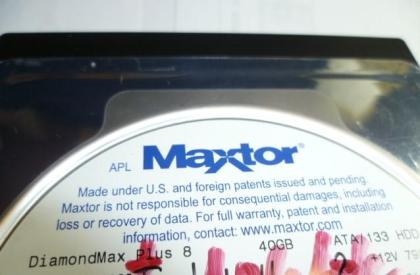 APL Maxtor
Made under U.S. and foreign patents issued and pending.
Maxtor is not responsible for consequential damages, including
loss or recovery of data. For full warranty, patent and installation
information, contact: www.maxtor.com
DiamondMax Plus 8 40GB ATA/133 HDD
+12V